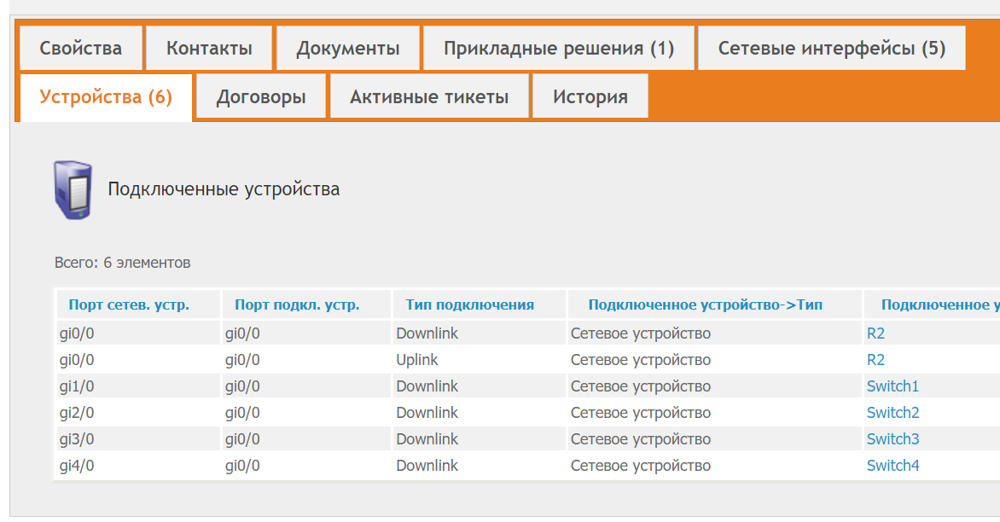 Свойства Контакты Документы Прикладные решения (1) Сетевые интерфейсы (5)
Устройства (6) Договоры Активные тикеты История
Подключенные устройства
Всего: 6 элементов
Порт сетев. устр. Порт подкл. устр. Тип подключения Подключенное устройство->Тип Подключенное у
gi0/0 gi0/0 Downlink Сетевое устройство R2
gi0/0 gi0/0 Uplink Сетевое устройство R2
gi1/0 gi0/0 Downlink Сетевое устройство Switch1
gi2/0 gi0/0 Downlink Сетевое устройство Switch2
gi3/0 gi0/0 Downlink Сетевое устройство Switch3
gi4/0 gi0/0 Downlink Сетевое устройство Switch4